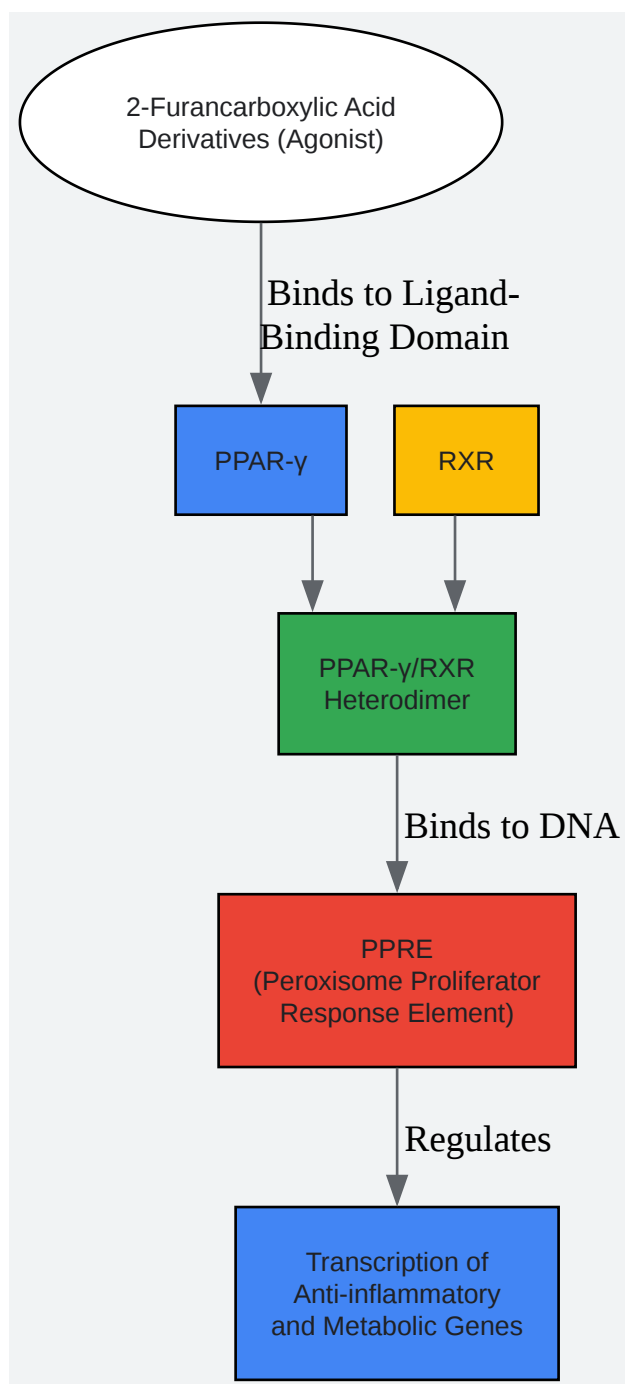 2-Furancarboxylic Acid
Derivatives (Agonist)
Binds to Ligand-
Binding Domain
PPAR-γ
RXR
PPAR-γ/RXR
Heterodimer
Binds to DNA
PPRE
(Peroxisome Proliferator
Response Element)
Regulates
Transcription of
Anti-inflammatory
and Metabolic Genes